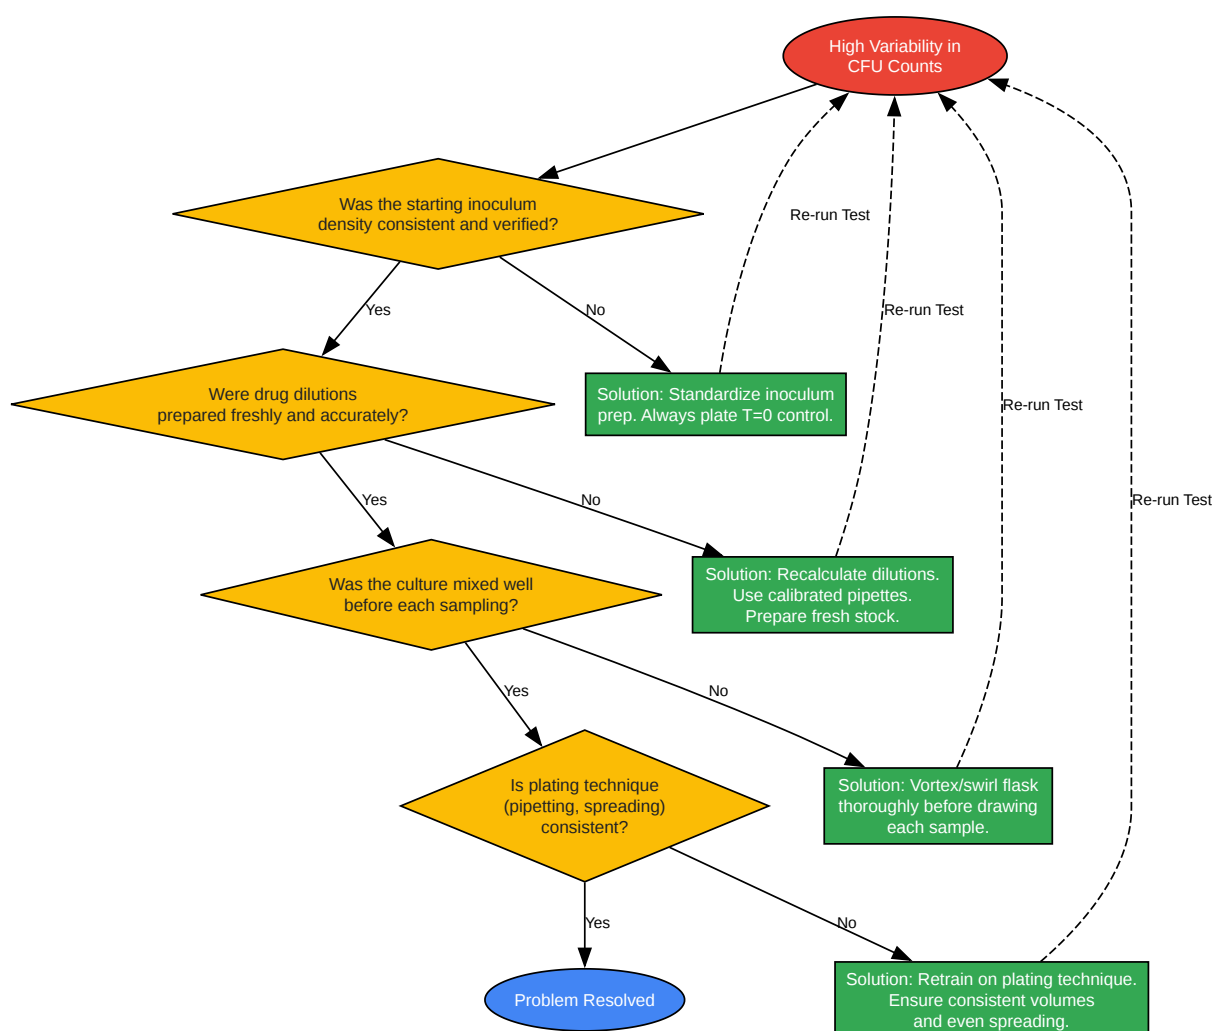 High Variability in
CFU Counts
Was the starting inoculum
density consistent and verified?
Re-run Test
Yes
No
Re-run Test
Were drug dilutions
prepared freshly and accurately?
Solution: Standardize inoculum
prep. Always plate T=0 control.
Re-run Test
Yes
No
Re-run Test
Was the culture mixed well
before each sampling?
Solution: Recalculate dilutions.
Use calibrated pipettes.
Prepare fresh stock.
Yes
No
Is plating technique
(pipetting, spreading)
consistent?
Solution: Vortex/swirl flask
thoroughly before drawing
each sample.
Yes
No
Problem Resolved
Solution: Retrain on plating technique.
Ensure consistent volumes
and even spreading.